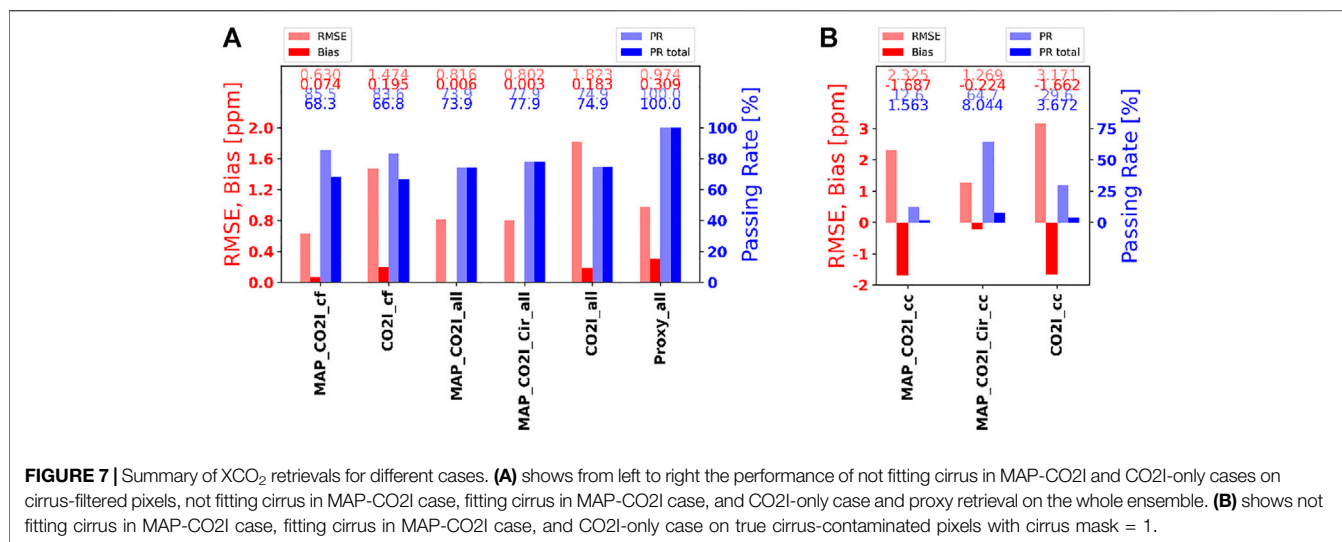 A
RMSE
Bias
PR
PR total
0.630 1.474 0.816 0.802 1.823 0.974
0.074 0.195 0.006 0.003 0.183 0.309
85.5 83.6 73.9 77.9 74.9 100.0
68.3 66.8 73.9 77.9 74.9 100.0
RMSE, Bias [ppm]
2.0
1.6
1.2
0.8
0.4
0.0
Passing Rate [%]
100
80
60
40
20
0
MAP_CO2I_cf
CO2I_cf
MAP_CO2I_all
MAP_CO2I_Cir_all
CO2I_all
Proxy_all
B
RMSE
Bias
PR
PR total
2.325 1.269 3.171
-1.687 -0.224 -1.662
12.6 64.7 29.6
1.563 8.044 3.672
RMSE, Bias [ppm]
3
2
1
0
-1
-2
Passing Rate [%]
75
50
25
0
MAP_CO2I_cc
MAP_CO2I_Cir_cc
CO2I_cc
FIGURE 7 | Summary of XCO₂ retrievals for different cases. (A) shows from left to right the performance of not fitting cirrus in MAP-CO2I and CO2I-only cases on
cirrus-filtered pixels, not fitting cirrus in MAP-CO2I case, fitting cirrus in MAP-CO2I case, and CO2I-only case and proxy retrieval on the whole ensemble. (B) shows not
fitting cirrus in MAP-CO2I case, fitting cirrus in MAP-CO2I case, and CO2I-only case on true cirrus-contaminated pixels with cirrus mask = 1.